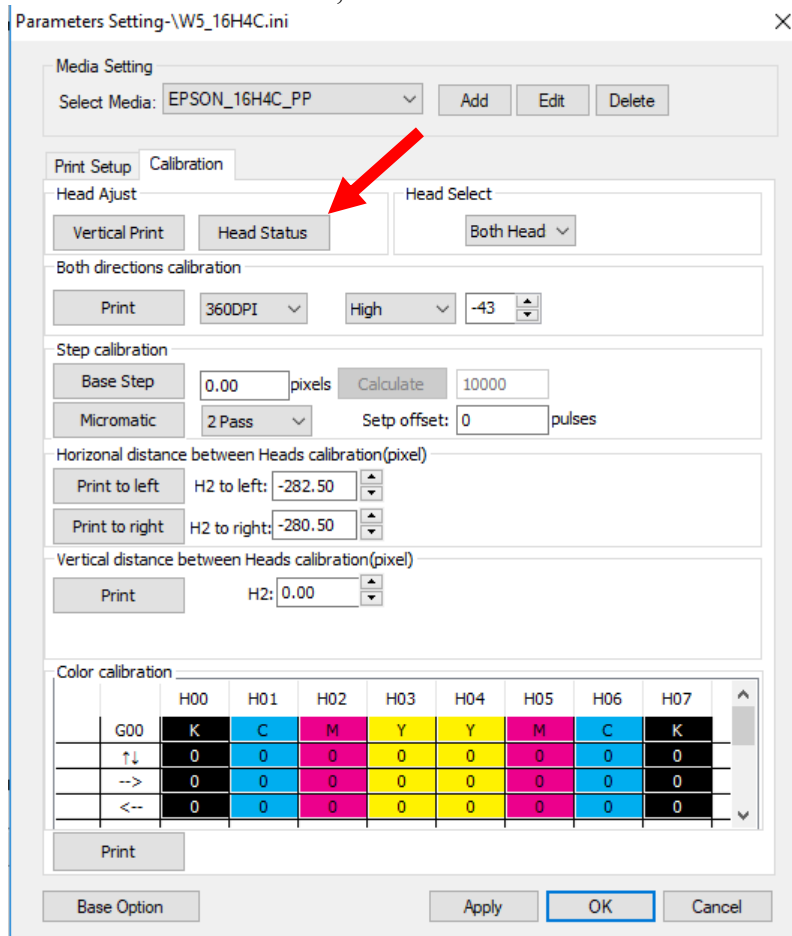 Parameters Setting-\W5_16H4C.ini
Media Setting
Select Media: EPSON_16H4C_PP Add Edit Delete
Print Setup Calibration
Head Ajust Head Select
Vertical Print Head Status Both Head
Both directions calibration
Print 360DPI High -43
Step calibration
Base Step 0.00 pixels Calculate 10000
Micromatic 2 Pass Setp offset: 0 pulses
Horizonal distance between Heads calibration(pixel)
Print to left H2 to left: -282.50
Print to right H2 to right: -280.50
Vertical distance between Heads calibration(pixel)
Print H2: 0.00
Color calibration
H00 H01 H02 H03 H04 H05 H06 H07
G00 K C M Y Y M C K
↑↓ 0 0 0 0 0 0 0 0
--> 0 0 0 0 0 0 0 0
<-- 0 0 0 0 0 0 0 0
Print
Base Option Apply OK Cancel